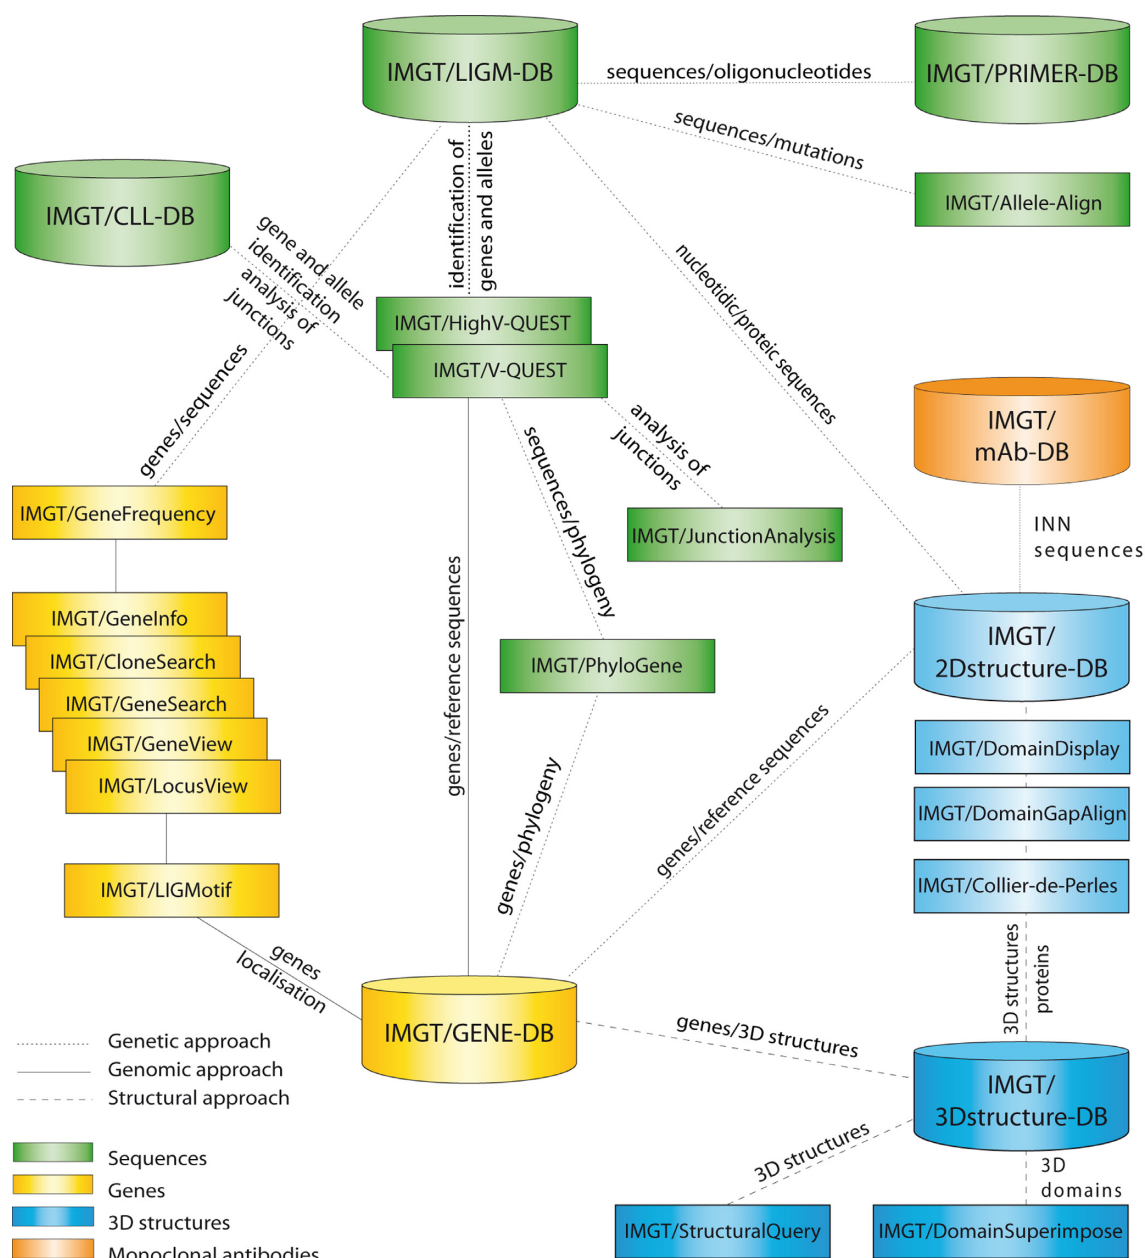 IMGT/LIGM-DB
sequences/oligonucleotides
IMGT/PRIMER-DB
sequences/mutations
IMGT/Allele-Align
IMGT/CLL-DB
gene and allele
identification
analysis of
junctions
identification of
genes and alleles
nucleotidic/proteic sequences
IMGT/HighV-QUEST
IMGT/V-QUEST
genes/sequences
IMGT/
mAb-DB
analysis of
junctions
sequences/phylogeny
IMGT/GeneFrequency
IMGT/JunctionAnalysis
INN
sequences
IMGT/GeneInfo
IMGT/CloneSearch
IMGT/GeneSearch
IMGT/GeneView
IMGT/LocusView
genes/reference sequences
IMGT/PhyloGene
IMGT/
2Dstructure-DB
IMGT/DomainDisplay
IMGT/DomainGapAlign
IMGT/Collier-de-Perles
genes/reference sequences
genes/phylogeny
IMGT/LIGMotif
genes
localisation
3D structures
proteins
IMGT/GENE-DB
genes/3D structures
IMGT/
3Dstructure-DB
Genetic approach
Genomic approach
Structural approach
3D structures
3D
domains
Sequences
Genes
3D structures
Monoclonal antibodies
IMGT/StructuralQuery
IMGT/DomainSuperimpose